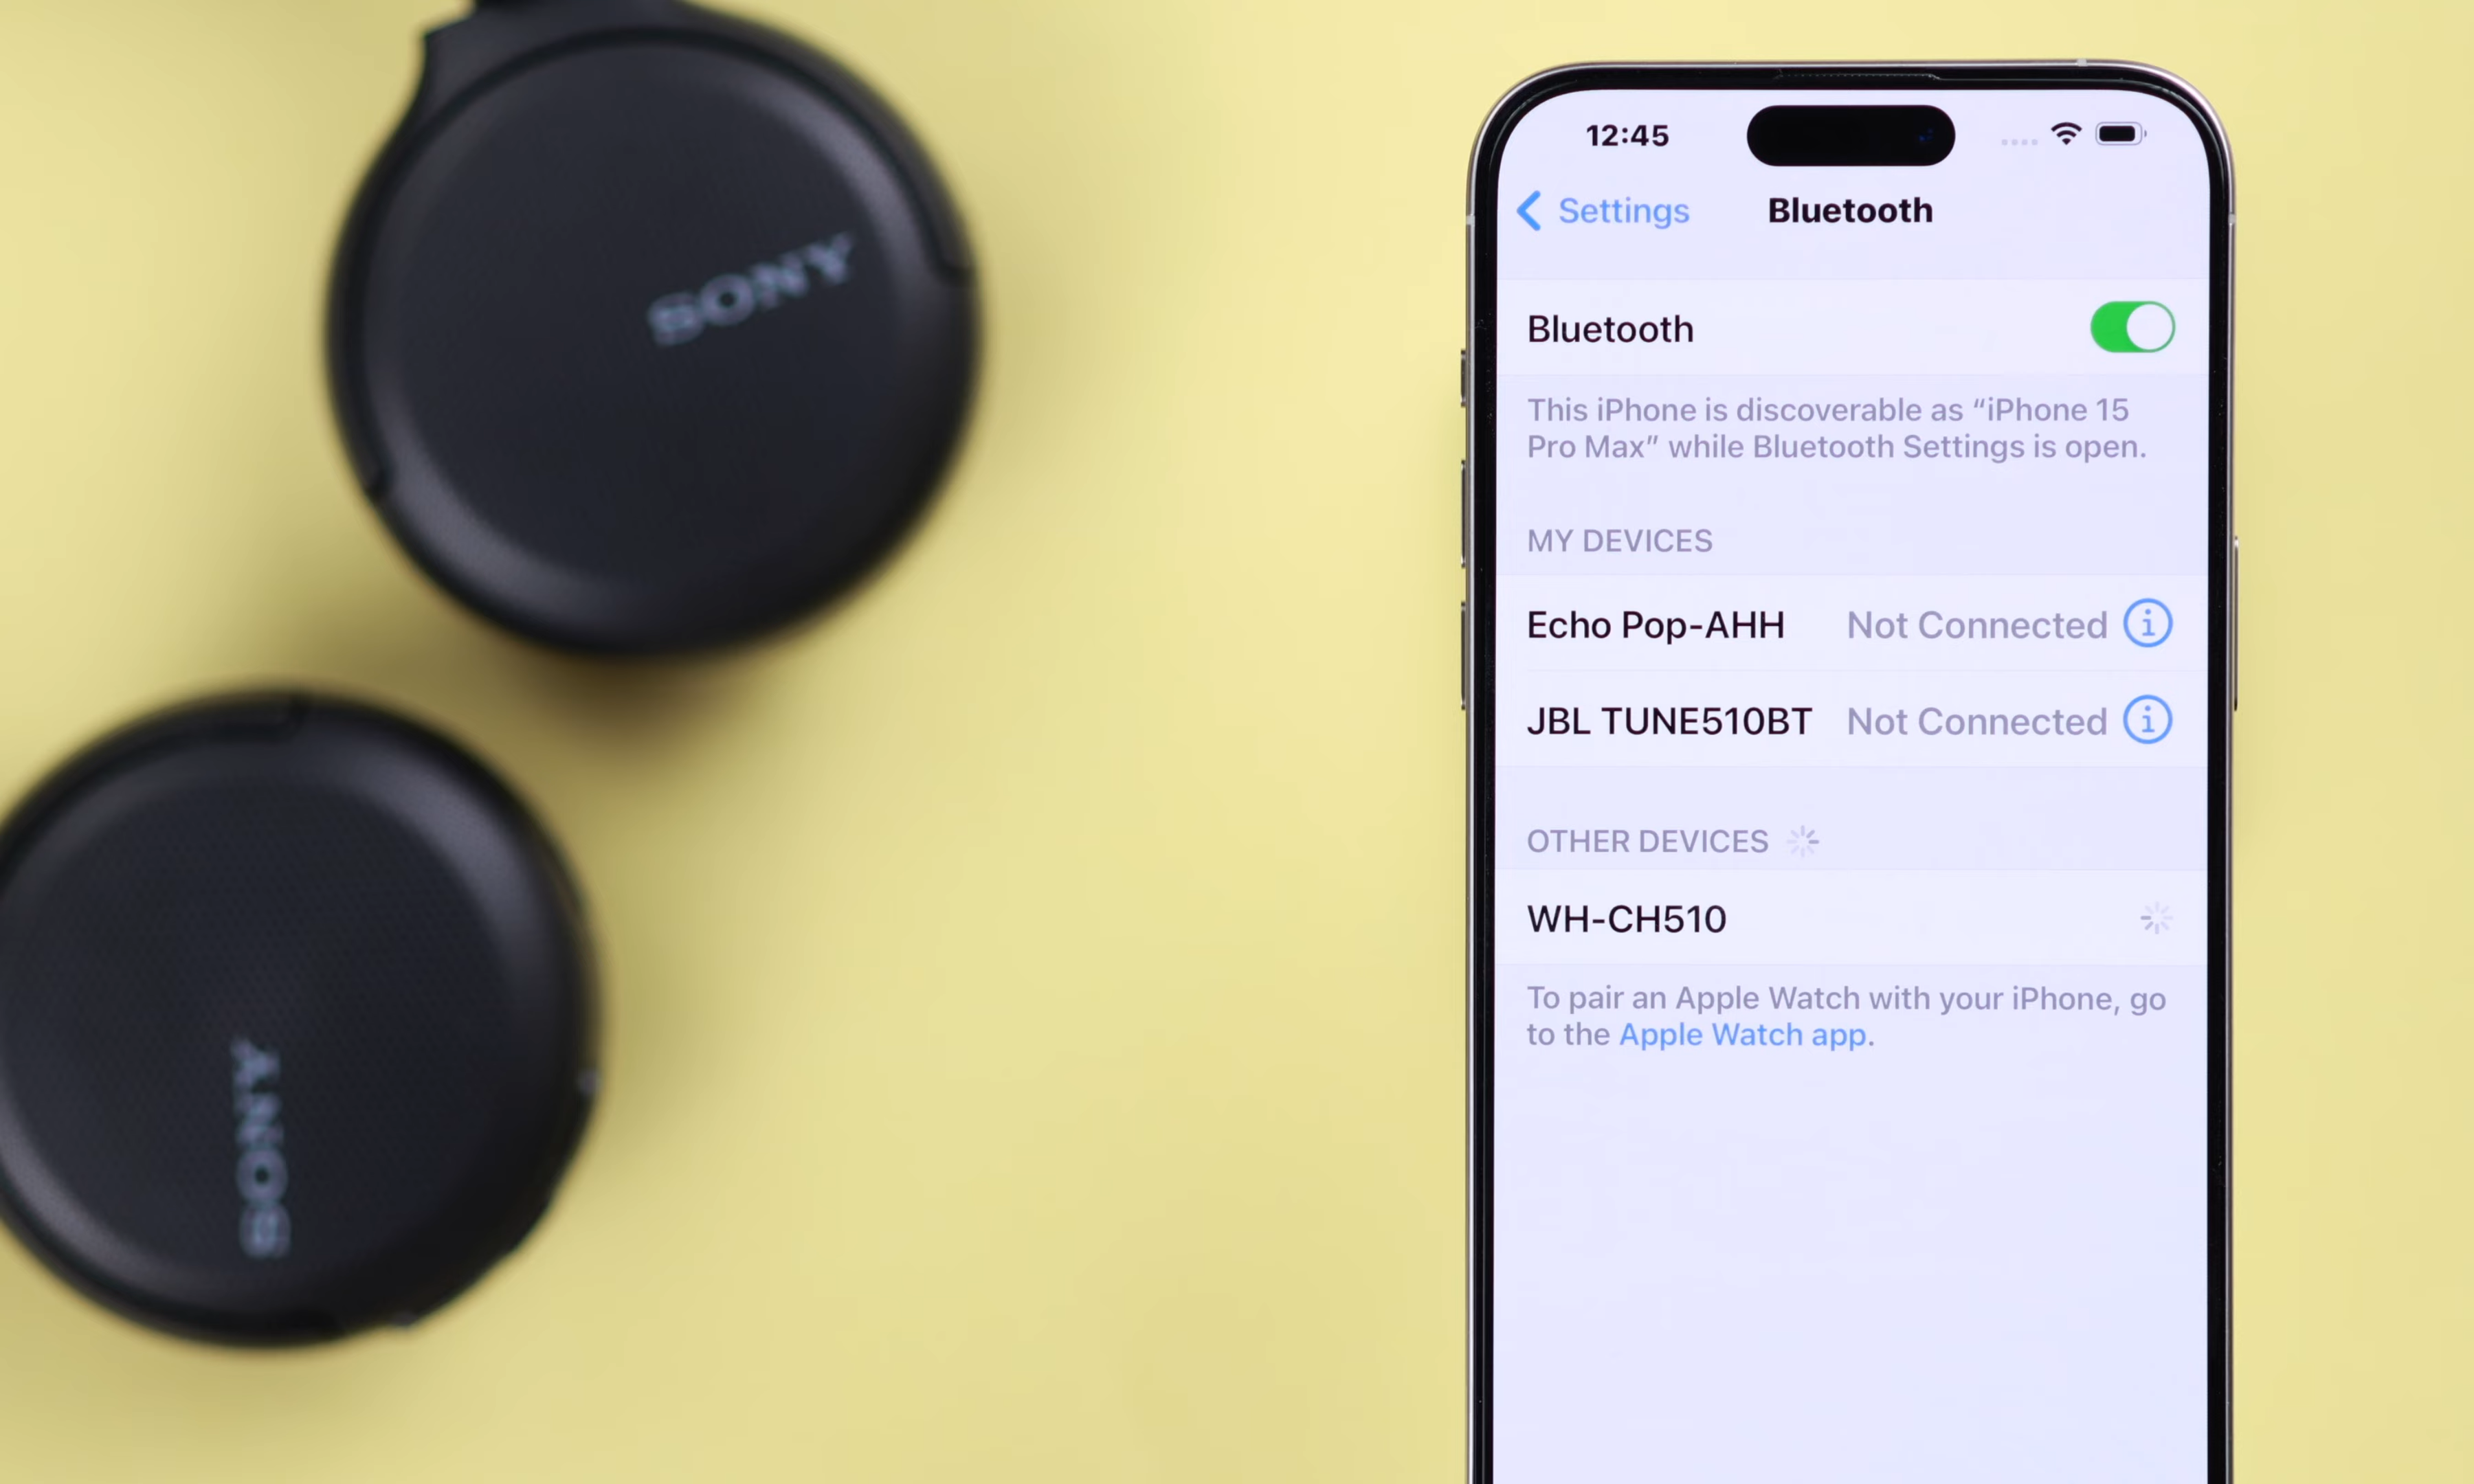 SONY
SONY
12:45
Settings
Bluetooth
Bluetooth
This iPhone is discoverable as “iPhone 15
Pro Max” while Bluetooth Settings is open.
MY DEVICES
Echo Pop-AHH Not Connected
JBL TUNE510BT Not Connected
OTHER DEVICES
WH-CH510
To pair an Apple Watch with your iPhone, go
to the Apple Watch app.